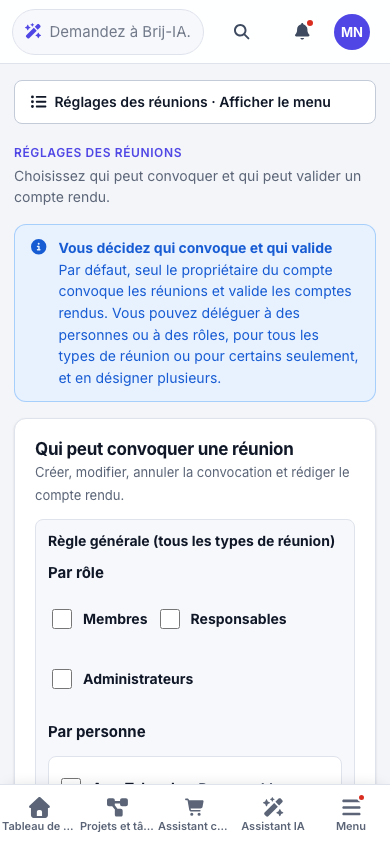 Demandez à Brij-IA.
MN
Réglages des réunions · Afficher le menu
RÉGLAGES DES RÉUNIONS
Choisissez qui peut convoquer et qui peut valider un
compte rendu.
Vous décidez qui convoque et qui valide
Par défaut, seul le propriétaire du compte
convoque les réunions et valide les comptes
rendus. Vous pouvez déléguer à des
personnes ou à des rôles, pour tous les
types de réunion ou pour certains seulement,
et en désigner plusieurs.
Qui peut convoquer une réunion
Créer, modifier, annuler la convocation et rédiger le
compte rendu.
Règle générale (tous les types de réunion)
Par rôle
Membres
Responsables
Administrateurs
Par personne
Tableau de ...
Projets et tâ...
Assistant c...
Assistant IA
Menu